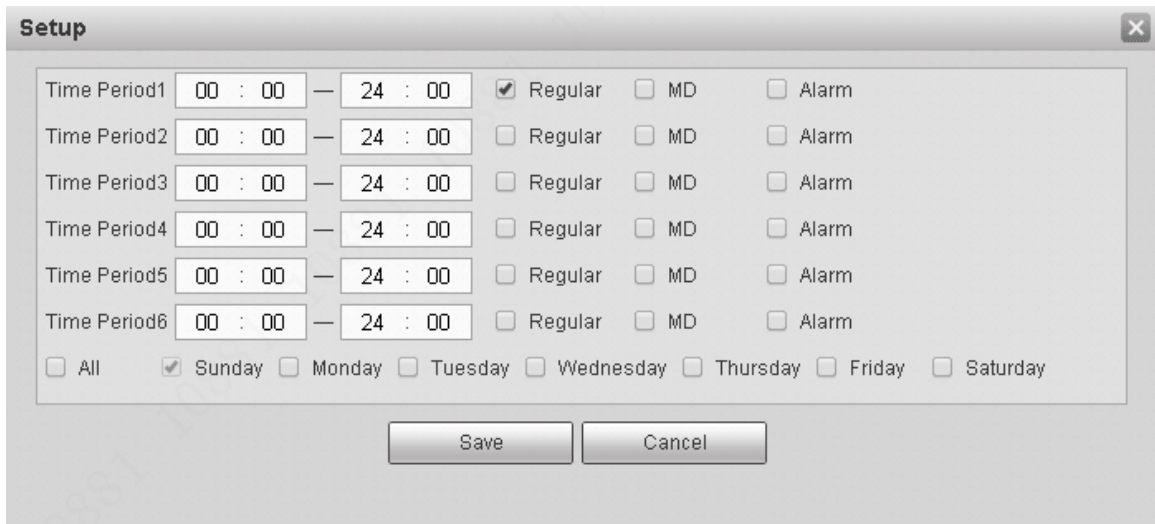 Setup
Time Period1 00 : 00 — 24 : 00 Regular MD Alarm
Time Period2 00 : 00 — 24 : 00 Regular MD Alarm
Time Period3 00 : 00 — 24 : 00 Regular MD Alarm
Time Period4 00 : 00 — 24 : 00 Regular MD Alarm
Time Period5 00 : 00 — 24 : 00 Regular MD Alarm
Time Period6 00 : 00 — 24 : 00 Regular MD Alarm
All Sunday Monday Tuesday Wednesday Thursday Friday Saturday
Save Cancel